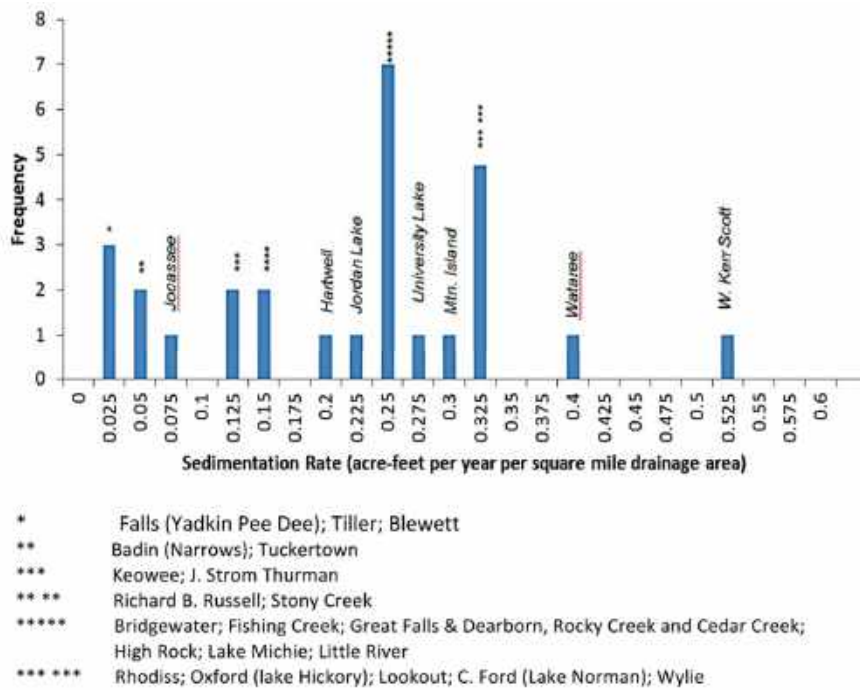 8
7
6
5
4
3
2
1
0
Frequency
*
**
Jocassee
***
****
Hartwell
Jordan Lake
*****
University Lake
Mtn. Island
*** ***
Wataree
W. Kerr Scott
0 0.025 0.05 0.075 0.1 0.125 0.15 0.175 0.2 0.225 0.25 0.275 0.3 0.325 0.35 0.375 0.4 0.425 0.45 0.475 0.5 0.525 0.55 0.575 0.6
Sedimentation Rate (acre-feet per year per square mile drainage area)
* Falls (Yadkin Pee Dee); Tiller; Blewett
** Badin (Narrows); Tuckertown
*** Keowee; J. Strom Thurman
** ** Richard B. Russell; Stony Creek
***** Bridgewater; Fishing Creek; Great Falls & Dearborn, Rocky Creek and Cedar Creek;
High Rock; Lake Michie; Little River
*** *** Rhodiss; Oxford (lake Hickory); Lookout; C. Ford (Lake Norman); Wylie